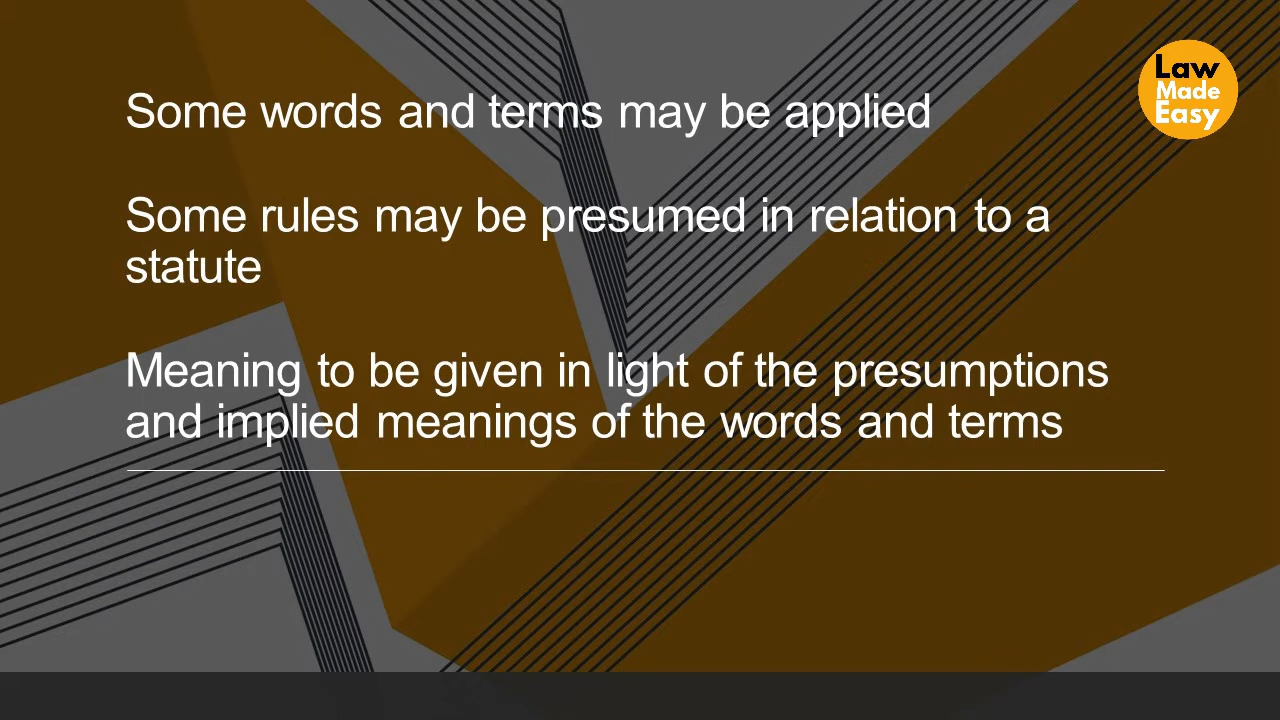 Law
Made
Easy
Some words and terms may be applied
Some rules may be presumed in relation to a
statute
Meaning to be given in light of the presumptions
and implied meanings of the words and terms